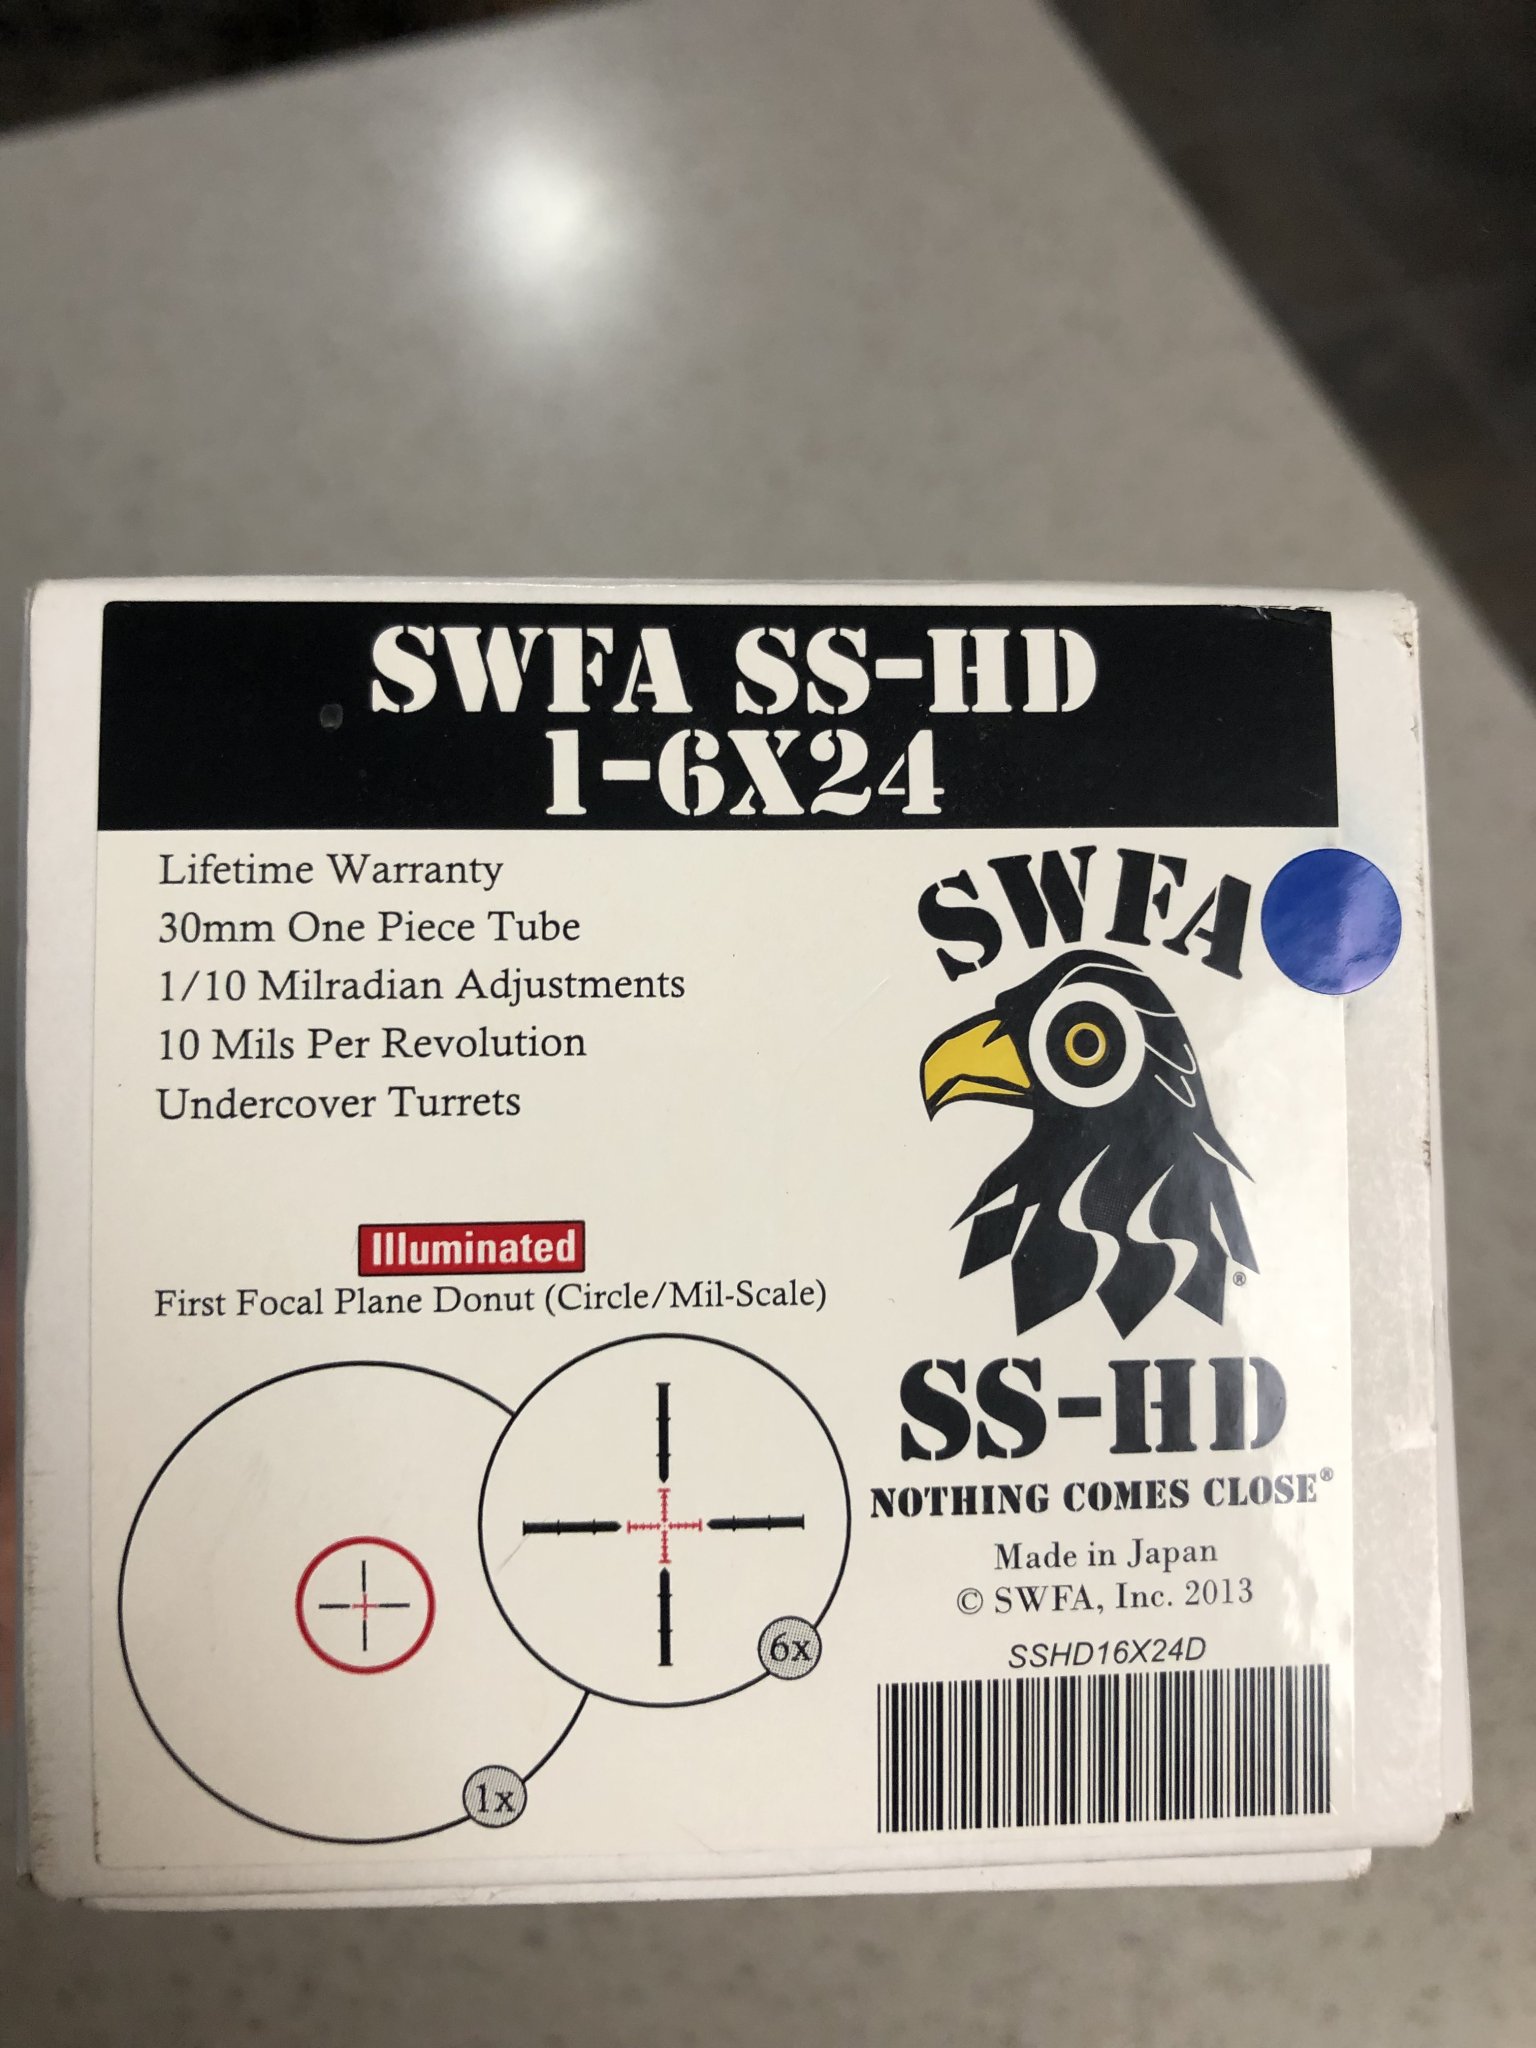 SWFA SS-HD
1-6X24
Lifetime Warranty
30mm One Piece Tube
1/10 Milradian Adjustments
10 Mils Per Revolution
Undercover Turrets
Illuminated
First Focal Plane Donut (Circle/Mil-Scale)
1x
6x
SWFA
SS
®
SS-HD
NOTHING COMES CLOSE®
Made in Japan
© SWFA, Inc. 2013
SSHD16X24D